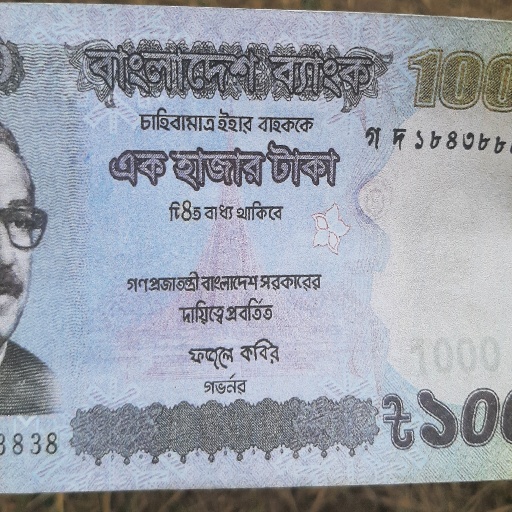 বাংলাদেশ ব্যাংক
100
চাহিবামাত্র ইহার বাহককে
গ দ ১৮৪৩৮৮
এক হাজার টাকা
বাধ্য থাকিবে
গণপ্রজাতন্ত্রী বাংলাদেশ সরকারের
দায়িত্বে প্রবর্তিত
ফজলে কবির
গভর্নর
1000
৳১০০
3838